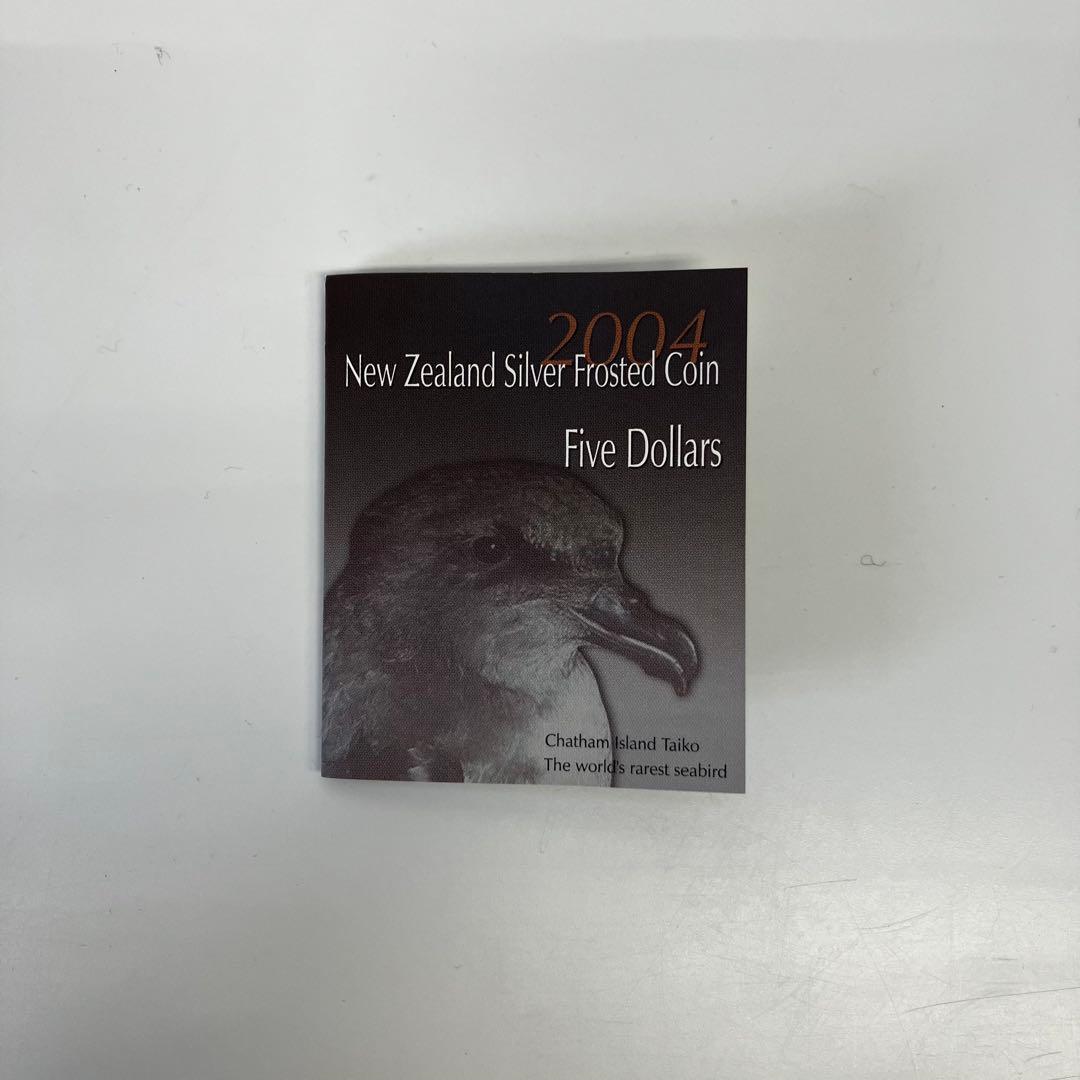 2004
New Zealand Silver Frosted Coin
Five Dollars
Chatham Island Taiko
The world's rarest seabird